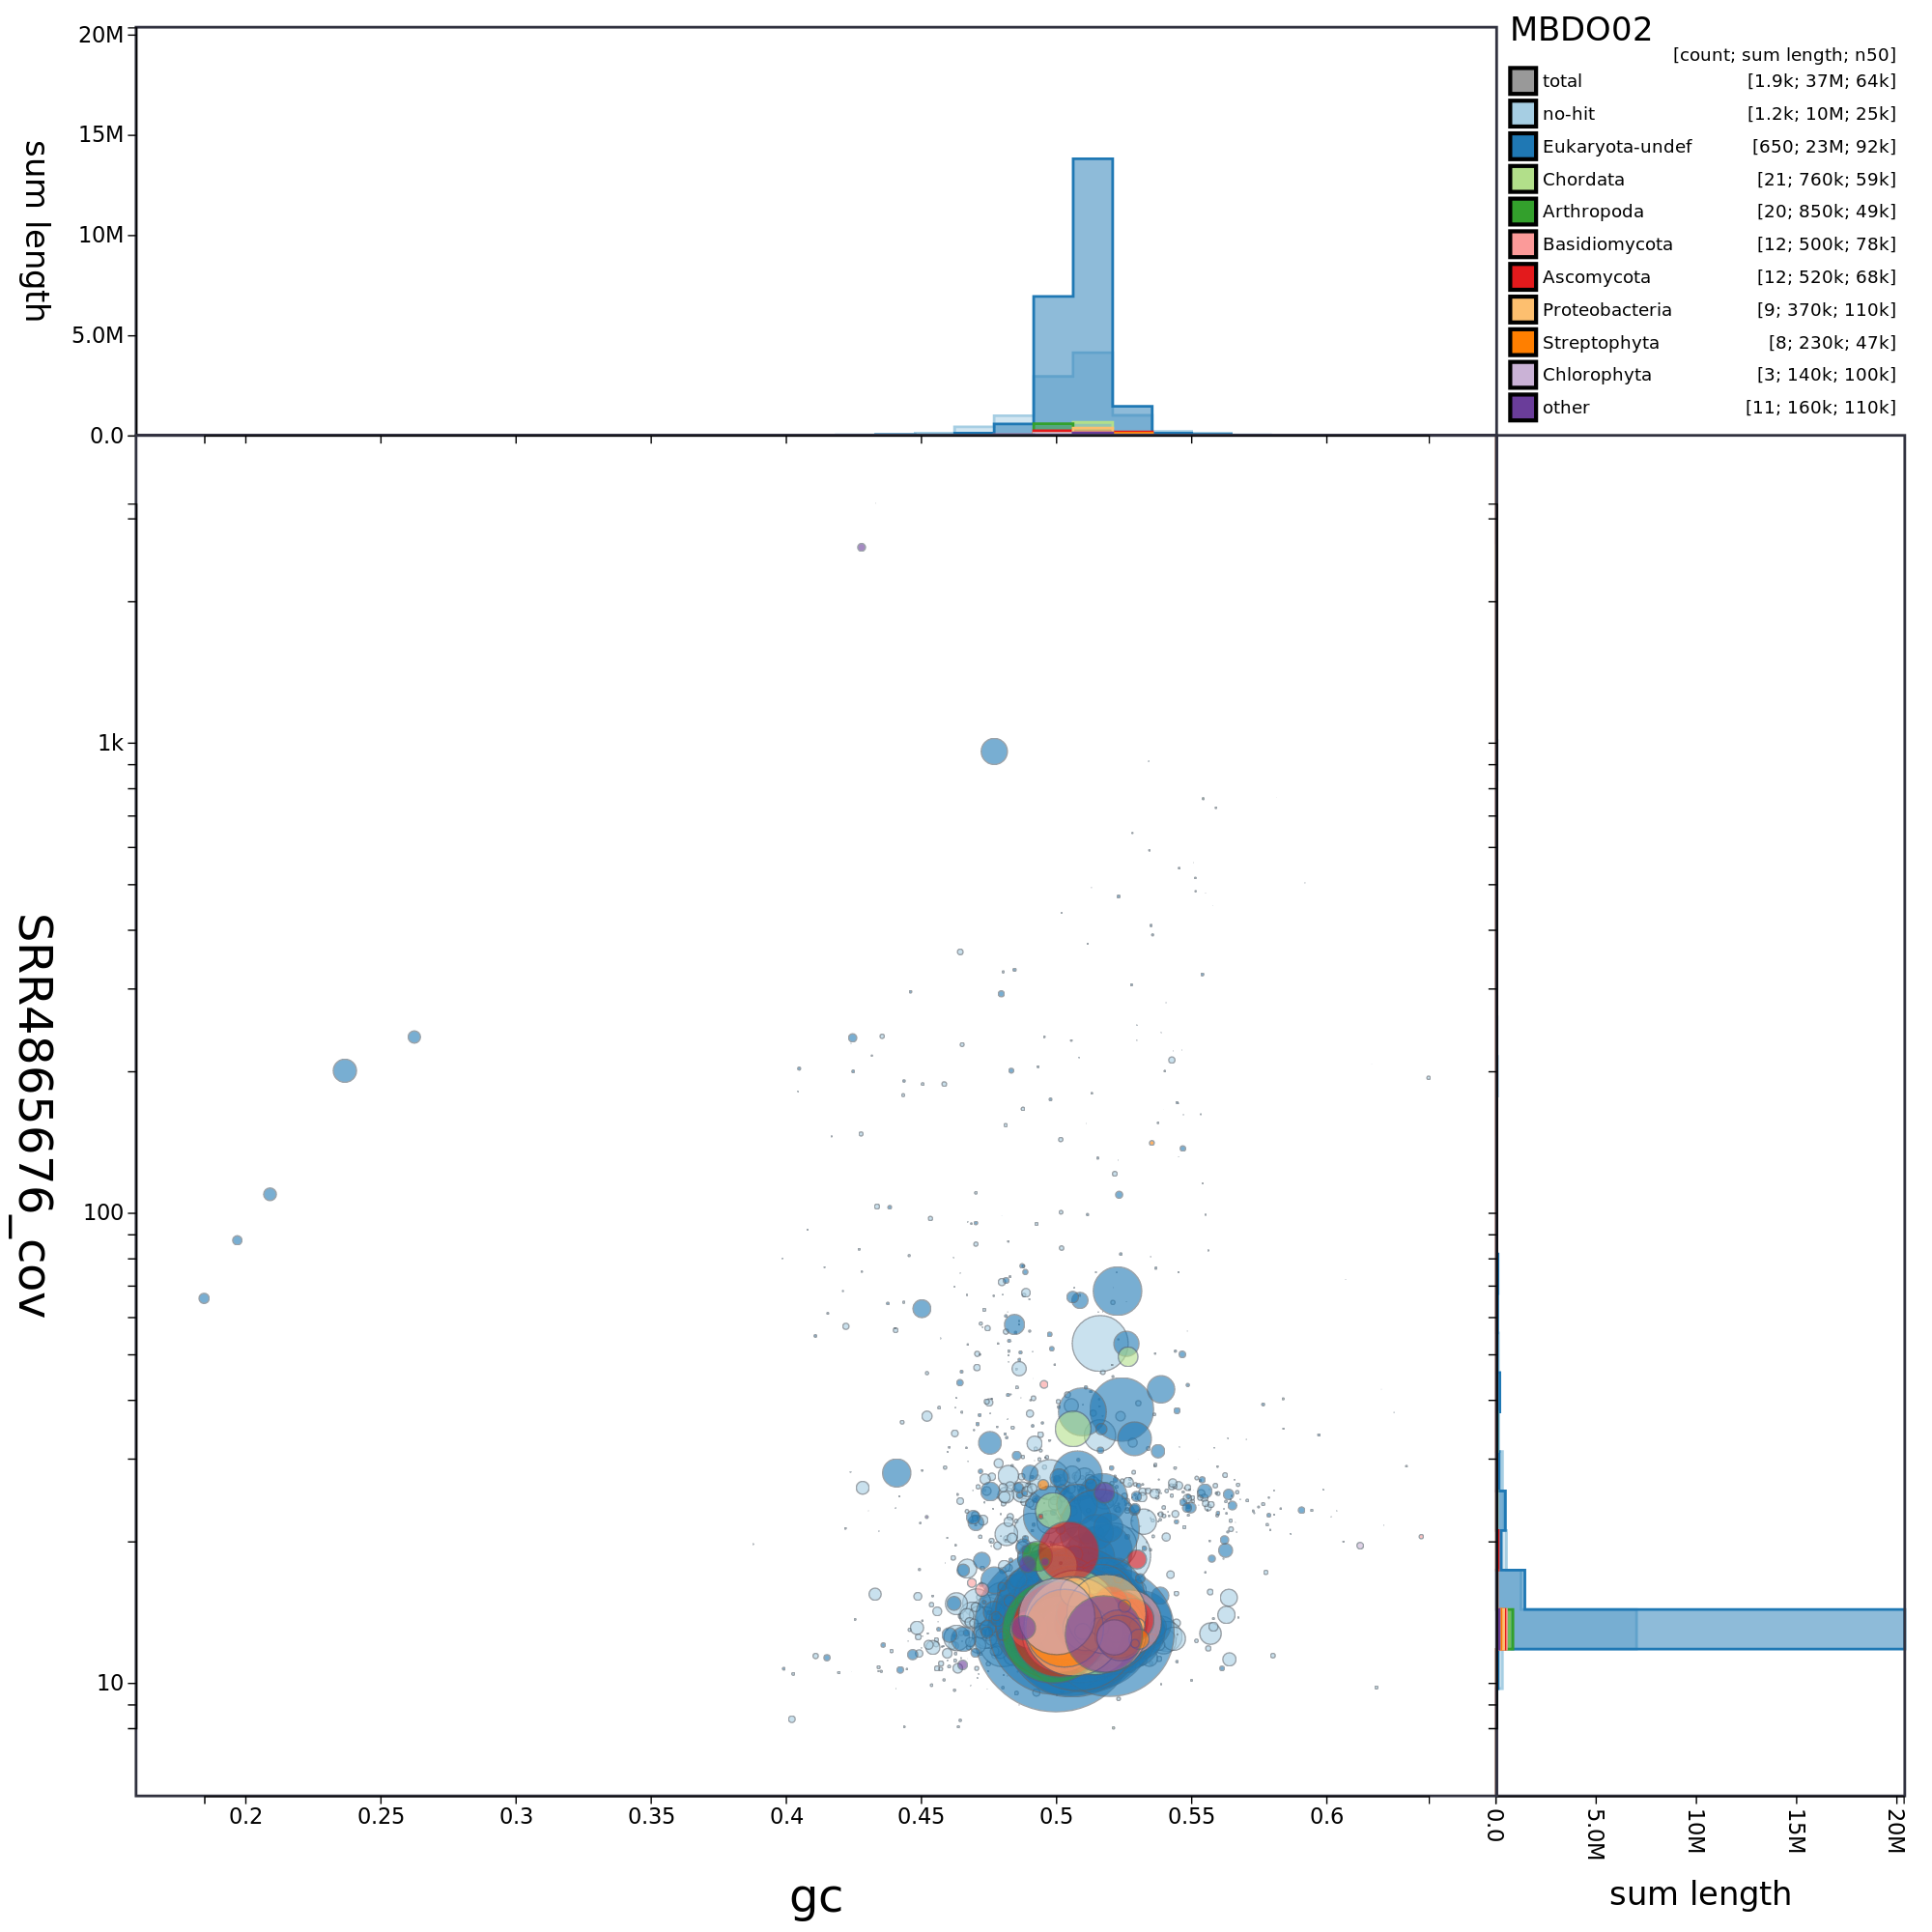 MBDO02
[count; sum length; n50]
total [1.9k; 37M; 64k]
no-hit [1.2k; 10M; 25k]
Eukaryota-undef [650; 23M; 92k]
Chordata [21; 760k; 59k]
Arthropoda [20; 850k; 49k]
Basidiomycota [12; 500k; 78k]
Ascomycota [12; 520k; 68k]
Proteobacteria [9; 370k; 110k]
Streptophyta [8; 230k; 47k]
Chlorophyta [3; 140k; 100k]
other [11; 160k; 110k]
20M
15M
10M
5.0M
0.0
sum length
1k
100
10
SRR4865676_cov
0.2 0.25 0.3 0.35 0.4 0.45 0.5 0.55 0.6
gc
0.0 5.0M 10M 15M 20M
sum length